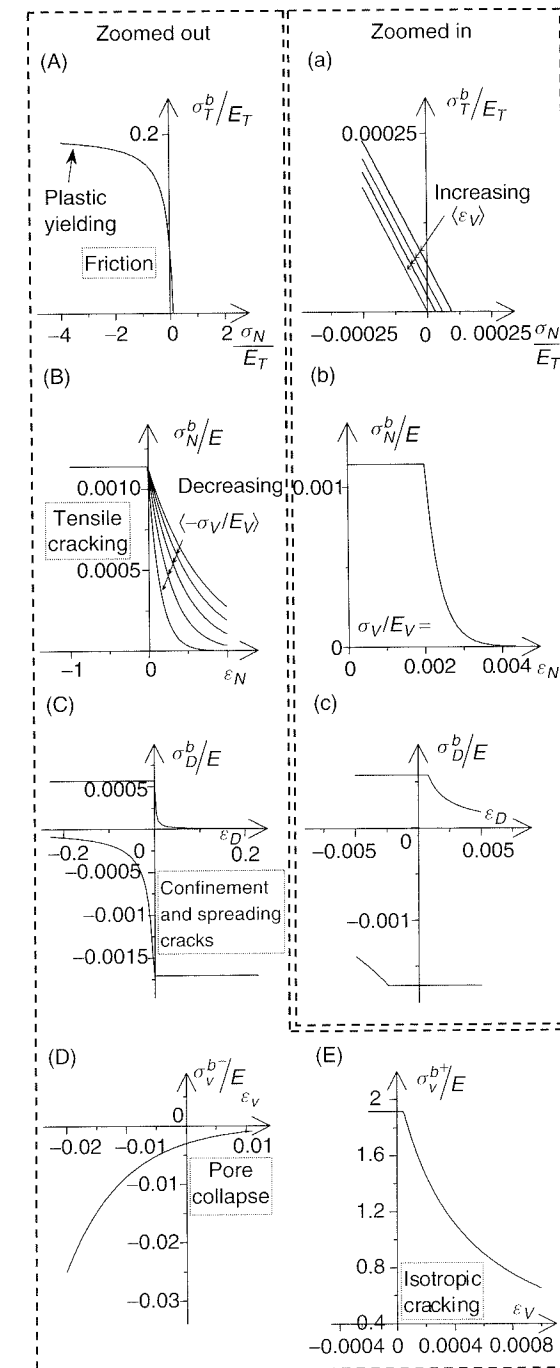 Zoomed out
Zoomed in
(A)
(a)
σ_T^b/E_T
0.2
Plastic
yielding
Friction
−4 −2 0 2 σ_N/E_T
σ_T^b/E_T
0.00025
Increasing
⟨ε_V⟩
−0.00025 0 0.00025 σ_N/E_T
(B)
(b)
σ_N^b/E
0.0010
Decreasing
⟨−σ_V/E_V⟩
Tensile
cracking
0.0005
−1 0 ε_N
σ_N^b/E
0.001
σ_V/E_V =
0
0 0.002 0.004 ε_N
(C)
(c)
σ_D^b/E
0.0005
−0.2 0 ε_D 0.2
−0.0005
−0.001
−0.0015
Confinement
and spreading
cracks
σ_D^b/E
ε_D
−0.005 0 0.005
−0.001
(D)
(E)
σ_v^b−/E
ε_v
0
−0.02 −0.01 0.01
−0.01
−0.02
−0.03
Pore
collapse
σ_v^b+/E
2
1.6
1.2
0.8
0.4
Isotropic
cracking
ε_V
−0.0004 0 0.0004 0.0008